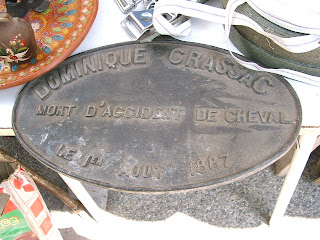 DOMINIQUE CRASSAC
MORT D'ACCIDENT DE CHEVAL
LE 1ER AOUT 1887